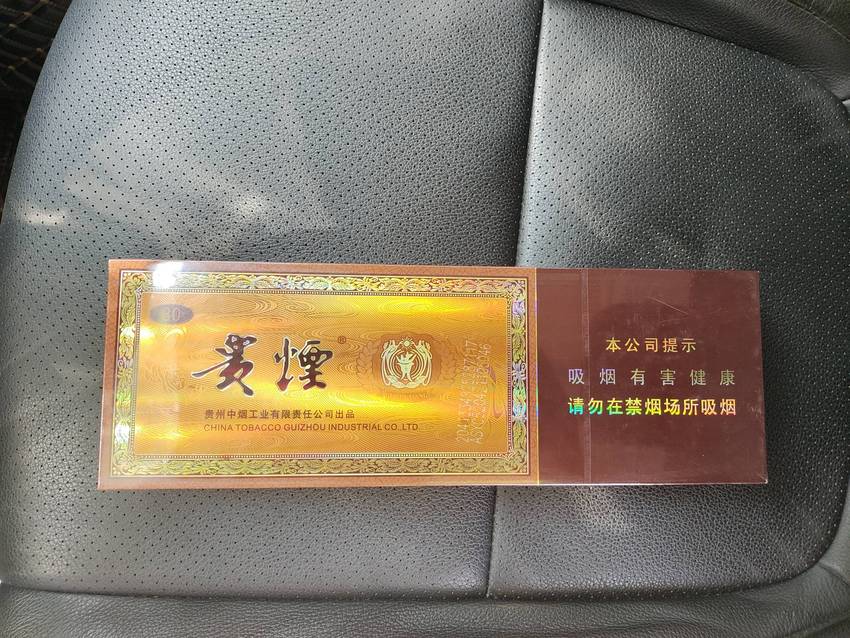 30
貴煙®
贵州中烟工业有限责任公司出品
CHINA TOBACCO GUIZHOU INDUSTRIAL CO.,LTD.
本公司提示
吸烟有害健康
请勿在禁烟场所吸烟